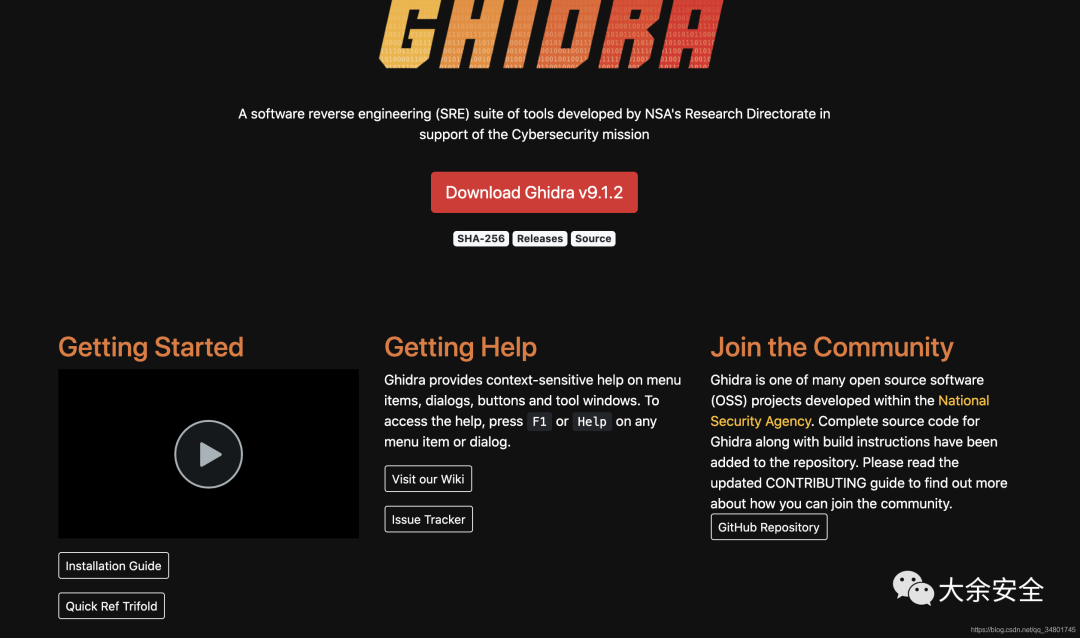 GHIDRA
A software reverse engineering (SRE) suite of tools developed by NSA's Research Directorate in
support of the Cybersecurity mission
Download Ghidra v9.1.2
SHA-256 Releases Source
Getting Started
Installation Guide
Quick Ref Trifold
Getting Help
Ghidra provides context-sensitive help on menu
items, dialogs, buttons and tool windows. To
access the help, press F1 or Help on any
menu item or dialog.
Visit our Wiki
Issue Tracker
Join the Community
Ghidra is one of many open source software
(OSS) projects developed within the National
Security Agency. Complete source code for
Ghidra along with build instructions have been
added to the repository. Please read the
updated CONTRIBUTING guide to find out more
about how you can join the community.
GitHub Repository
大余安全
https://blog.csdn.net/qq_34801745